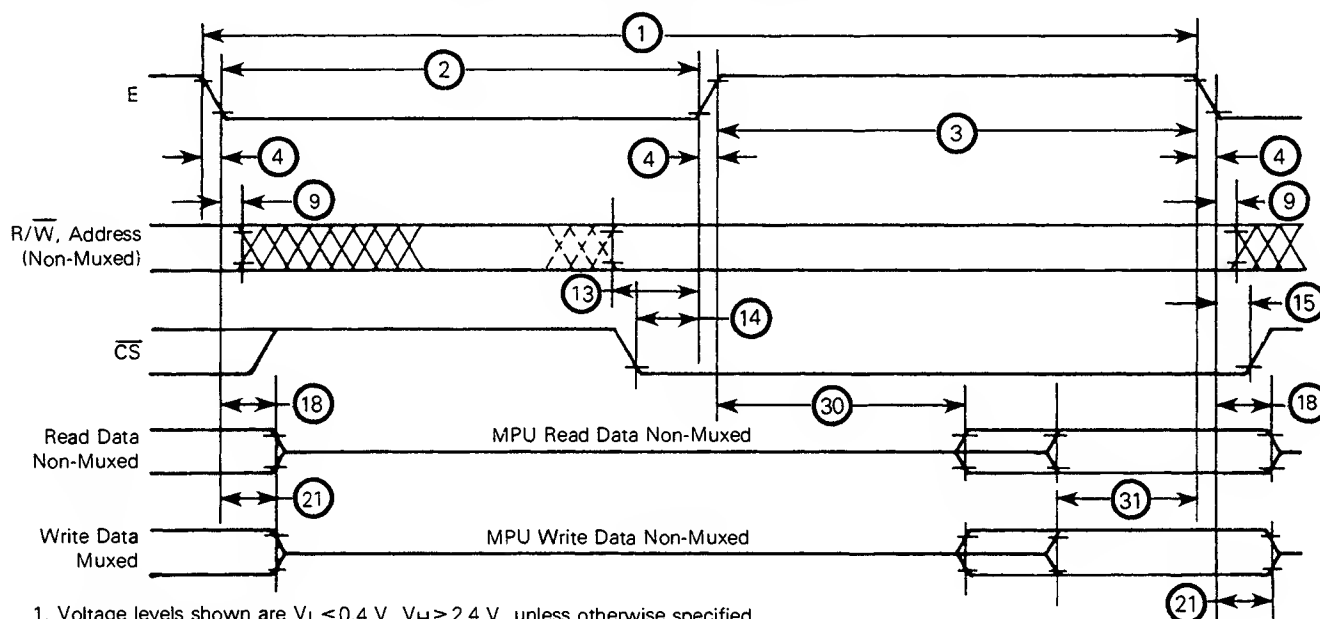 1
2
E
3
4
4
4
9
9
R/W̅, Address
(Non-Muxed)
13
14
15
C̅S̅
18
30
18
Read Data
Non-Muxed
MPU Read Data Non-Muxed
21
31
Write Data
Muxed
MPU Write Data Non-Muxed
21
1. Voltage levels shown are VL≤0.4 V, VH≥2.4 V, unless otherwise specified.